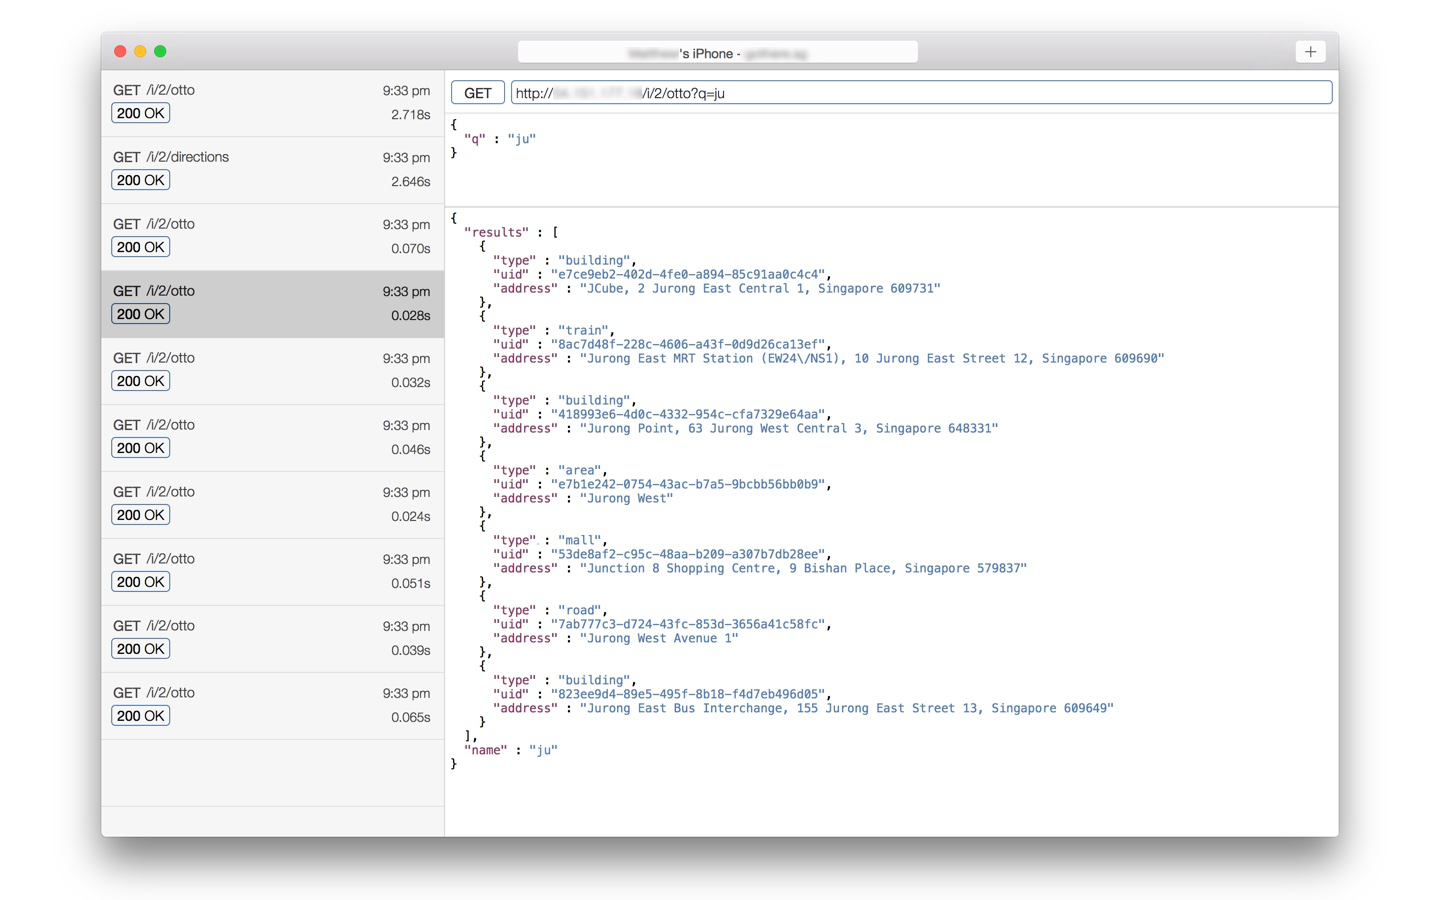 's iPhone -
+
GET /i/2/otto 9:33 pm
200 OK 2.718s
GET /i/2/directions 9:33 pm
200 OK 2.646s
GET /i/2/otto 9:33 pm
200 OK 0.070s
GET /i/2/otto 9:33 pm
200 OK 0.028s
GET /i/2/otto 9:33 pm
200 OK 0.032s
GET /i/2/otto 9:33 pm
200 OK 0.046s
GET /i/2/otto 9:33 pm
200 OK 0.024s
GET /i/2/otto 9:33 pm
200 OK 0.051s
GET /i/2/otto 9:33 pm
200 OK 0.039s
GET /i/2/otto 9:33 pm
200 OK 0.065s
GET http:// /i/2/otto?q=ju
{
"q" : "ju"
}
{
"results" : [
{
"type" : "building",
"uid" : "e7ce9eb2-402d-4fe0-a894-85c91aa0c4c4",
"address" : "JCube, 2 Jurong East Central 1, Singapore 609731"
},
{
"type" : "train",
"uid" : "8ac7d48f-228c-4606-a43f-0d9d26ca13ef",
"address" : "Jurong East MRT Station (EW24\/NS1), 10 Jurong East Street 12, Singapore 609690"
},
{
"type" : "building",
"uid" : "418993e6-4d0c-4332-954c-cfa7329e64aa",
"address" : "Jurong Point, 63 Jurong West Central 3, Singapore 648331"
},
{
"type" : "area",
"uid" : "e7b1e242-0754-43ac-b7a5-9bcbb56bb0b9",
"address" : "Jurong West"
},
{
"type" : "mall",
"uid" : "53de8af2-c95c-48aa-b209-a307b7db28ee",
"address" : "Junction 8 Shopping Centre, 9 Bishan Place, Singapore 579837"
},
{
"type" : "road",
"uid" : "7ab777c3-d724-43fc-853d-3656a41c58fc",
"address" : "Jurong West Avenue 1"
},
{
"type" : "building",
"uid" : "823ee9d4-89e5-495f-8b18-f4d7eb496d05",
"address" : "Jurong East Bus Interchange, 155 Jurong East Street 13, Singapore 609649"
}
],
"name" : "ju"
}